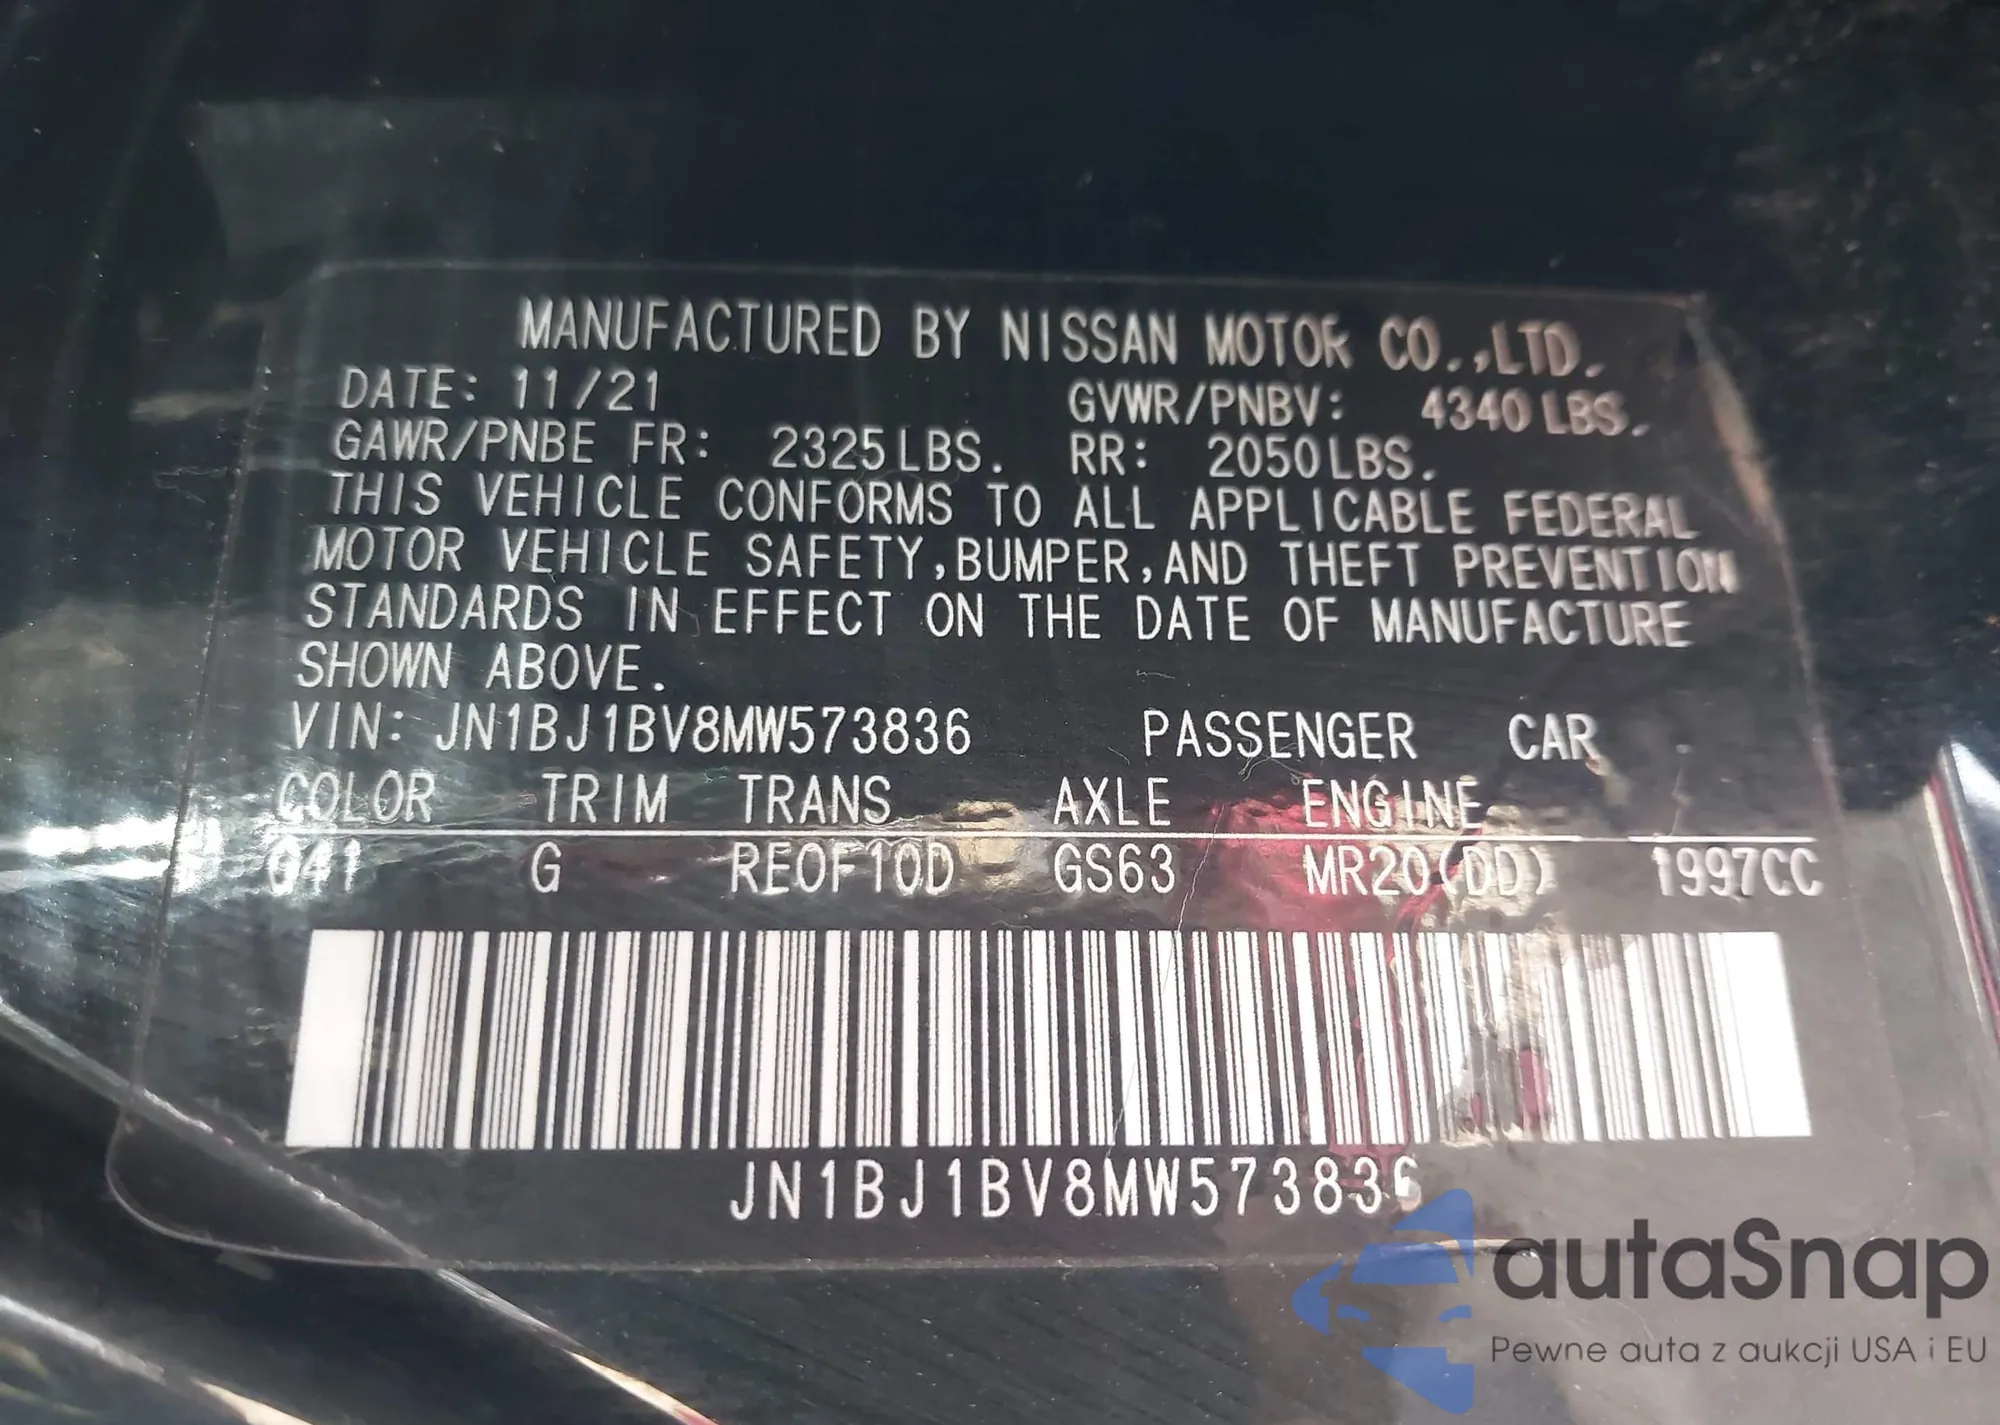 MANUFACTURED BY NISSAN MOTOR CO.,LTD.
DATE: 11/21 GVWR/PNBV: 4340 LBS.
GAWR/PNBE FR: 2325LBS. RR: 2050LBS.
THIS VEHICLE CONFORMS TO ALL APPLICABLE FEDERAL
MOTOR VEHICLE SAFETY,BUMPER,AND THEFT PREVENTION
STANDARDS IN EFFECT ON THE DATE OF MANUFACTURE
SHOWN ABOVE.
VIN: JN1BJ1BV8MW573836 PASSENGER CAR
COLOR TRIM TRANS AXLE ENGINE
G41 G RE0F10D GS63 MR20(DD) 1997CC
JN1BJ1BV8MW573836
autaSnap
Pewne auta z aukcji USA i EU